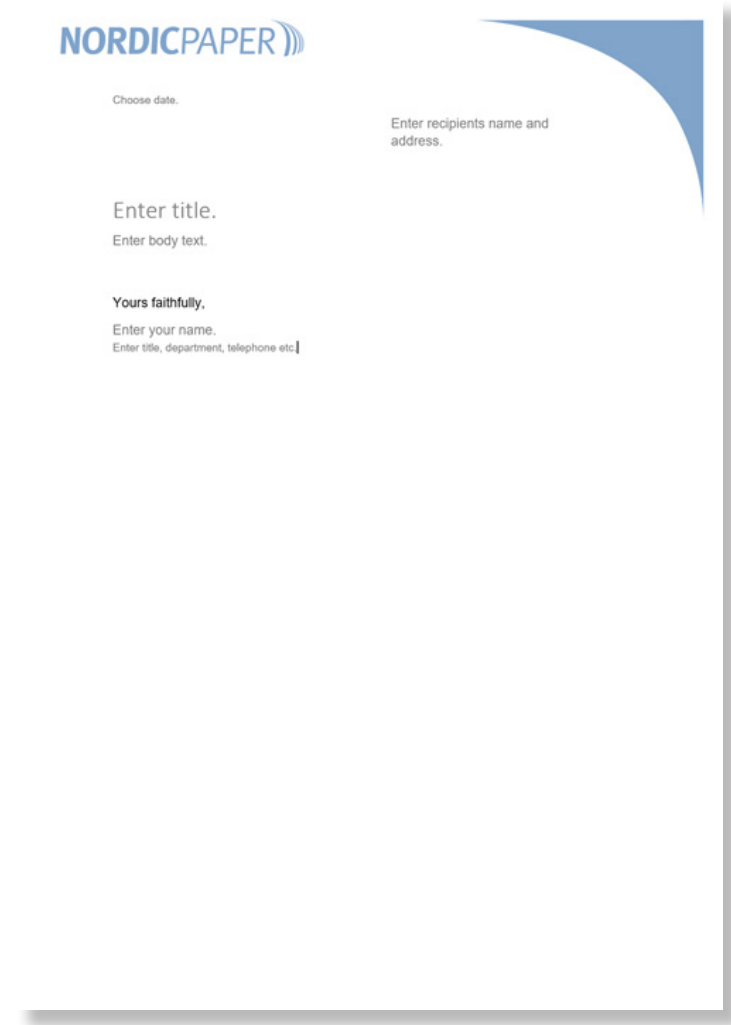 NORDICPAPER
Choose date.
Enter recipients name and
address.
Enter title.
Enter body text.
Yours faithfully,
Enter your name.
Enter title, department, telephone etc.